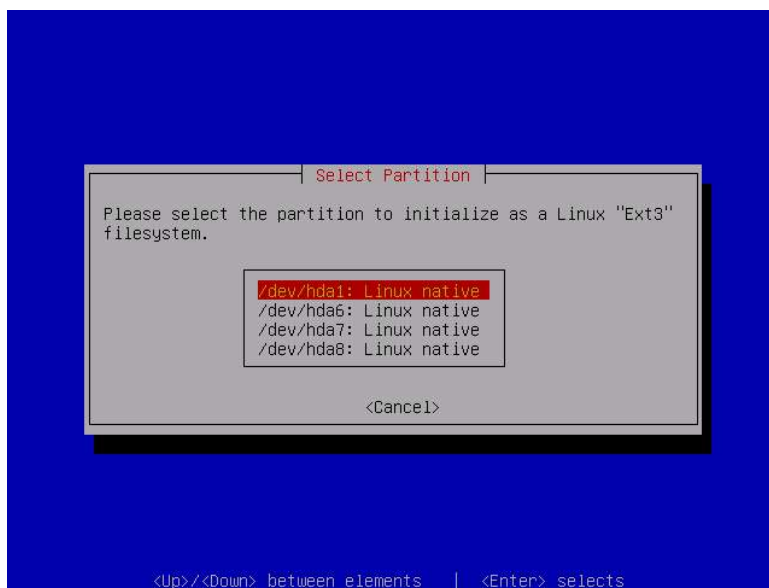 Select Partition
Please select the partition to initialize as a Linux "Ext3"
filesystem.
/dev/hda1: Linux native
/dev/hda6: Linux native
/dev/hda7: Linux native
/dev/hda8: Linux native
<Cancel>
<Up>/<Down> between elements | <Enter> selects